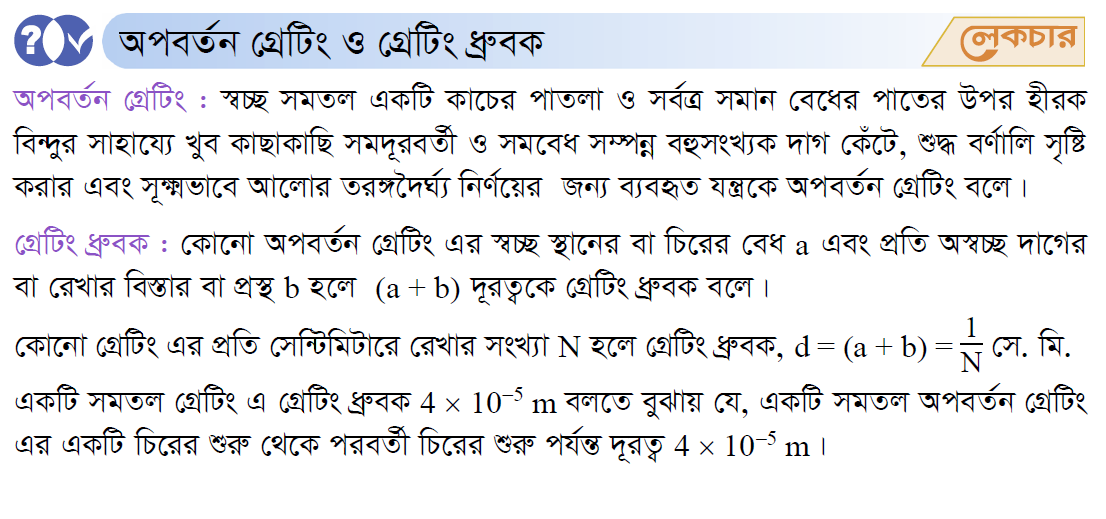 ? অপবর্তন গ্রেটিং ও গ্রেটিং ধ্রুবক
লেকচার
অপবর্তন গ্রেটিং : স্বচ্ছ সমতল একটি কাচের পাতলা ও সর্বত্র সমান বেধের পাতের উপর হীরক
বিন্দুর সাহায্যে খুব কাছাকাছি সমদূরবর্তী ও সমবেধ সম্পন্ন বহুসংখ্যক দাগ কেঁটে, শুদ্ধ বর্ণালি সৃষ্টি
করার এবং সূক্ষ্মভাবে আলোর তরঙ্গদৈর্ঘ্য নির্ণয়ের জন্য ব্যবহৃত যন্ত্রকে অপবর্তন গ্রেটিং বলে।
গ্রেটিং ধ্রুবক : কোনো অপবর্তন গ্রেটিং এর স্বচ্ছ স্থানের বা চিরের বেধ a এবং প্রতি অস্বচ্ছ দাগের
বা রেখার বিস্তার বা প্রস্থ b হলে (a + b) দূরত্বকে গ্রেটিং ধ্রুবক বলে।
কোনো গ্রেটিং এর প্রতি সেন্টিমিটারে রেখার সংখ্যা N হলে গ্রেটিং ধ্রুবক, d = (a + b) = 1/N সে. মি.
একটি সমতল গ্রেটিং এ গ্রেটিং ধ্রুবক 4 × 10⁻⁵ m বলতে বুঝায় যে, একটি সমতল অপবর্তন গ্রেটিং
এর একটি চিরের শুরু থেকে পরবর্তী চিরের শুরু পর্যন্ত দূরত্ব 4 × 10⁻⁵ m।